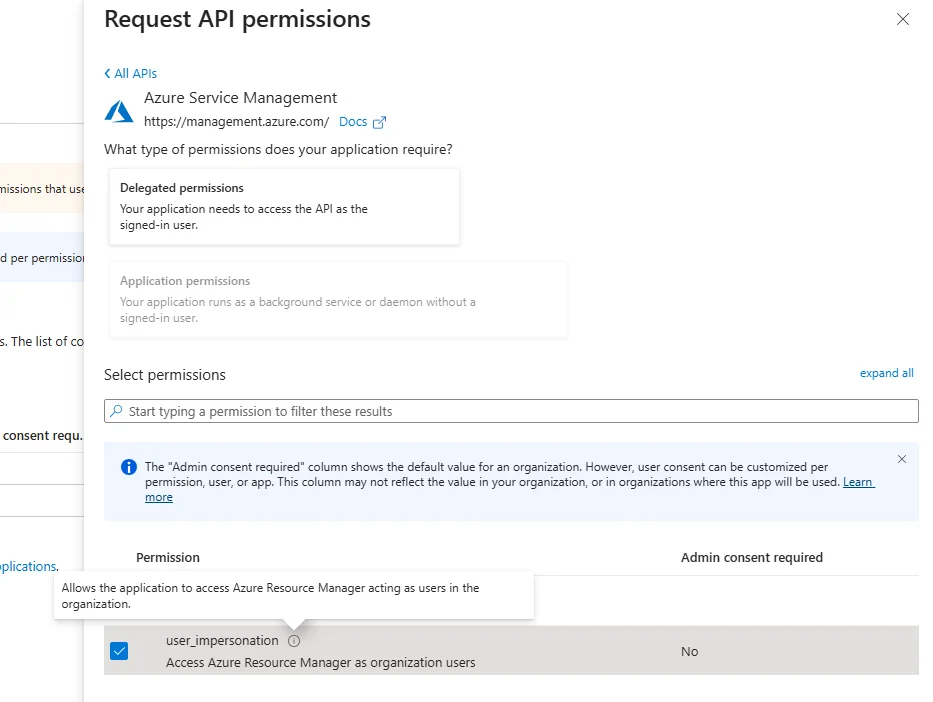 Request API permissions
All APIs
Azure Service Management
https://management.azure.com/ Docs
What type of permissions does your application require?
Delegated permissions
Your application needs to access the API as the
signed-in user.
Application permissions
Your application runs as a background service or daemon without a
signed-in user.
Select permissions
expand all
Start typing a permission to filter these results
The "Admin consent required" column shows the default value for an organization. However, user consent can be customized per
permission, user, or app. This column may not reflect the value in your organization, or in organizations where this app will be used. Learn
more
Permission
Admin consent required
Allows the application to access Azure Resource Manager acting as users in the
organization.
user_impersonation
Access Azure Resource Manager as organization users
No
missions that use
d per permission
s. The list of co
consent requ...
plications.